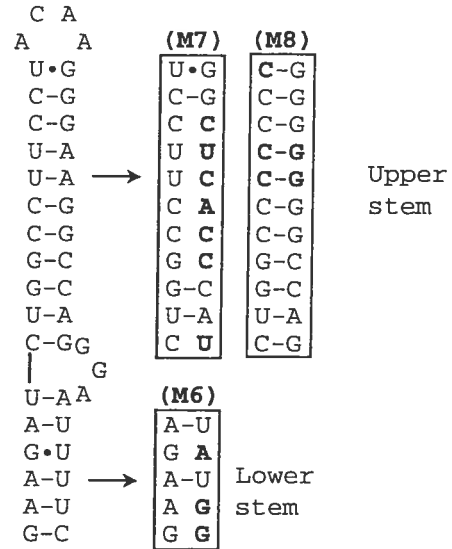 C A
A A (M7) (M8)
U•G U•G C-G
C-G C-G C-G
C-G C C C-G
U-A U U C-G
U-A → U C C-G Upper
C-G C A C-G stem
C-G C C C-G
G-C G C G-C
G-C G-C G-C
U-A U-A U-A
C-G G C U C-G
G
U-A A (M6)
A-U A-U
G•U G A
A-U → A-U Lower
A-U A G stem
G-C G G